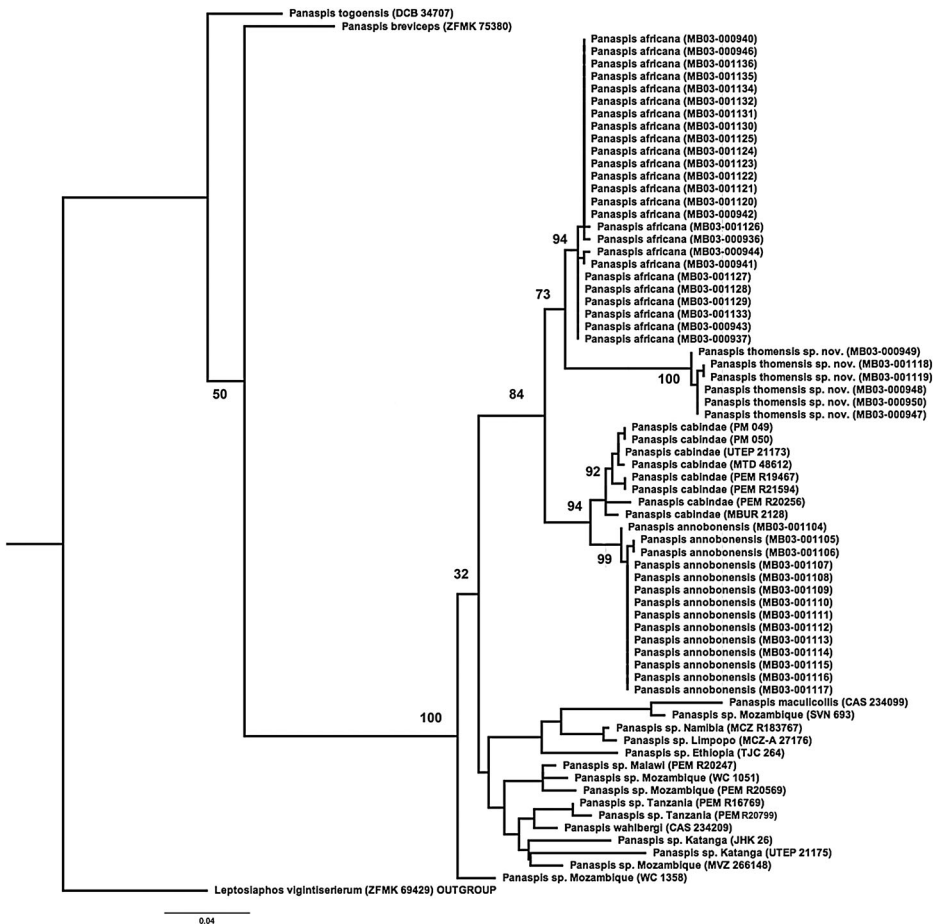 Panaspis togoensis (DCB 34707)
Panaspis breviceps (ZFMK 75380)
Panaspis africana (MB03-000940)
Panaspis africana (MB03-000946)
Panaspis africana (MB03-001136)
Panaspis africana (MB03-001135)
Panaspis africana (MB03-001134)
Panaspis africana (MB03-001132)
Panaspis africana (MB03-001131)
Panaspis africana (MB03-001130)
Panaspis africana (MB03-001125)
Panaspis africana (MB03-001124)
Panaspis africana (MB03-001123)
Panaspis africana (MB03-001122)
Panaspis africana (MB03-001121)
Panaspis africana (MB03-001120)
Panaspis africana (MB03-000942)
Panaspis africana (MB03-001126)
94 Panaspis africana (MB03-000936)
Panaspis africana (MB03-000944)
Panaspis africana (MB03-000941)
Panaspis africana (MB03-001127)
Panaspis africana (MB03-001128)
73 Panaspis africana (MB03-001129)
Panaspis africana (MB03-001133)
Panaspis africana (MB03-000943)
Panaspis africana (MB03-000937)
Panaspis thomensis sp. nov. (MB03-000949)
Panaspis thomensis sp. nov. (MB03-001118)
100 Panaspis thomensis sp. nov. (MB03-001119)
50 84 Panaspis thomensis sp. nov. (MB03-000948)
Panaspis thomensis sp. nov. (MB03-000950)
Panaspis thomensis sp. nov. (MB03-000947)
Panaspis cabindae (PM 049)
Panaspis cabindae (PM 050)
Panaspis cabindae (UTEP 21173)
92 Panaspis cabindae (MTD 48612)
Panaspis cabindae (PEM R19467)
Panaspis cabindae (PEM R21594)
94 Panaspis cabindae (PEM R20256)
Panaspis cabindae (MBUR 2128)
Panaspis annobonensis (MB03-001104)
Panaspis annobonensis (MB03-001105)
99 Panaspis annobonensis (MB03-001106)
Panaspis annobonensis (MB03-001107)
32 Panaspis annobonensis (MB03-001108)
Panaspis annobonensis (MB03-001109)
Panaspis annobonensis (MB03-001110)
Panaspis annobonensis (MB03-001111)
Panaspis annobonensis (MB03-001112)
Panaspis annobonensis (MB03-001113)
Panaspis annobonensis (MB03-001114)
Panaspis annobonensis (MB03-001115)
Panaspis annobonensis (MB03-001116)
Panaspis annobonensis (MB03-001117)
Panaspis maculicollis (CAS 234099)
100 Panaspis sp. Mozambique (SVN 693)
Panaspis sp. Namibia (MCZ R183767)
Panaspis sp. Limpopo (MCZ-A 27176)
Panaspis sp. Ethiopia (TJC 264)
Panaspis sp. Malawi (PEM R20247)
Panaspis sp. Mozambique (WC 1051)
Panaspis sp. Mozambique (PEM R20569)
Panaspis sp. Tanzania (PEM R16769)
Panaspis sp. Tanzania (PEM R20799)
Panaspis wahlbergi (CAS 234209)
Panaspis sp. Katanga (JHK 26)
Panaspis sp. Katanga (UTEP 21175)
Panaspis sp. Mozambique (MVZ 266148)
Panaspis sp. Mozambique (WC 1358)
Leptosiaphos vigintiserierum (ZFMK 69429) OUTGROUP
0.04